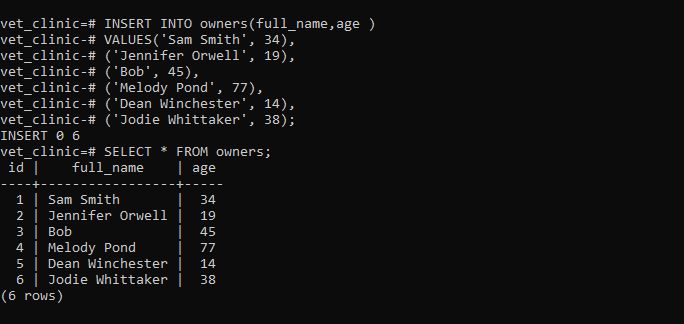 vet_clinic=# INSERT INTO owners(full_name,age )
vet_clinic-# VALUES('Sam Smith', 34),
vet_clinic-# ('Jennifer Orwell', 19),
vet_clinic-# ('Bob', 45),
vet_clinic-# ('Melody Pond', 77),
vet_clinic-# ('Dean Winchester', 14),
vet_clinic-# ('Jodie Whittaker', 38);
INSERT 0 6
vet_clinic=# SELECT * FROM owners;
 id |    full_name    | age
----+-----------------+-----
  1 | Sam Smith       |  34
  2 | Jennifer Orwell |  19
  3 | Bob             |  45
  4 | Melody Pond     |  77
  5 | Dean Winchester |  14
  6 | Jodie Whittaker |  38
(6 rows)